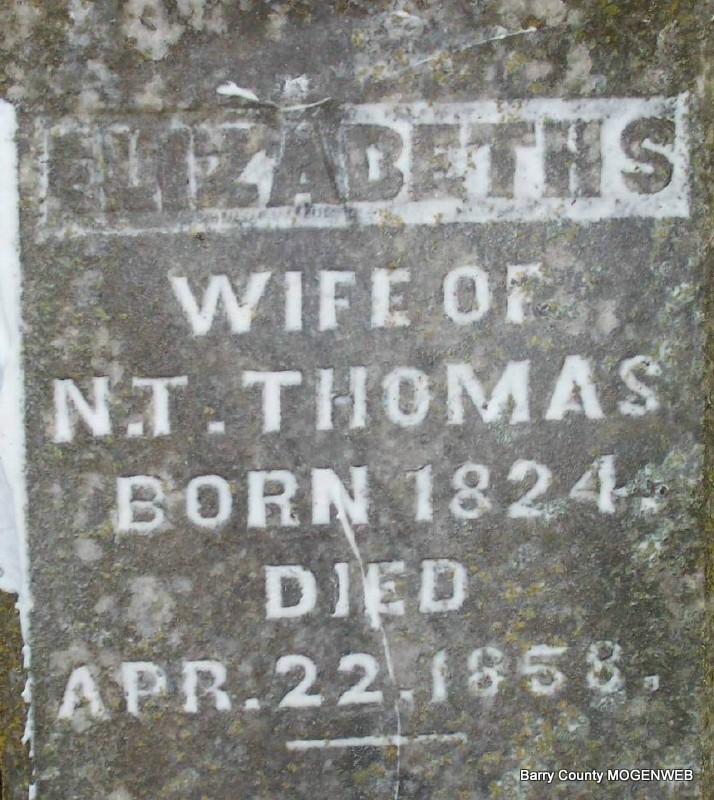 ELIZABETH S
WIFE OF
N.T. THOMAS
BORN 1824.
DIED
APR. 22, 1858.
Barry County MOGENWEB